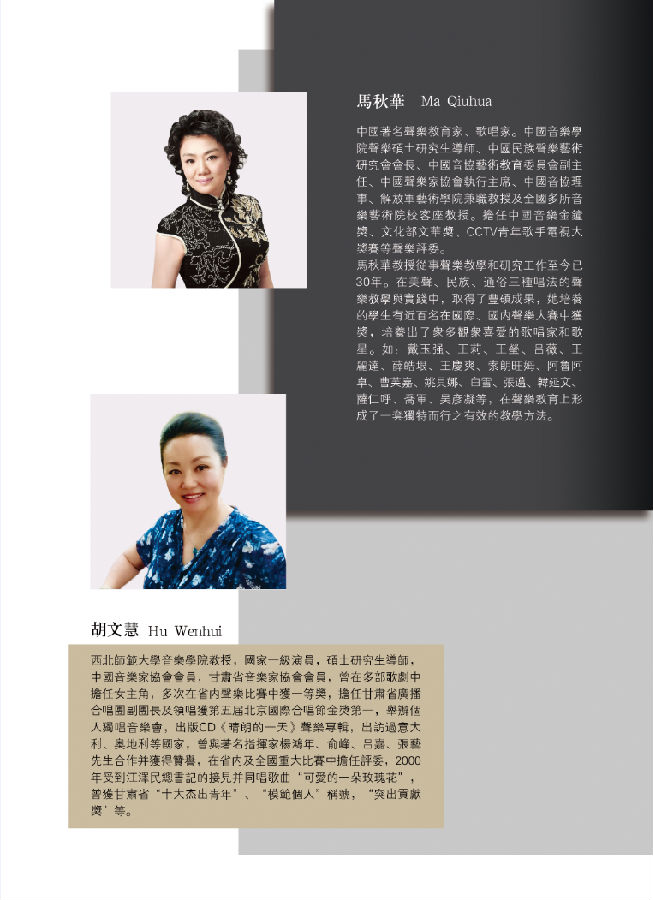 馬秋華 Ma Qiuhua
中國著名聲樂教育家、歌唱家。中國音樂學
院聲樂碩士研究生導師、中國民族聲樂藝術
研究會會長、中國音協藝術教育委員會副主
任、中國聲樂家協會執行主席、中國音協理
事、解放軍藝術學院兼職教授及全國多所音
樂藝術院校客座教授。擔任中國音樂金鐘
獎、文化部文華獎、CCTV青年歌手電視大
獎賽等聲樂評委。
馬秋華教授從事聲樂教學和研究工作至今已
30年。在美聲、民族、通俗三種唱法的聲
樂教學與實踐中，取得了豐碩成果，她培養
的學生有近百名在國際、國內聲樂大賽中獲
獎，培養出了眾多觀衆喜爱的歌唱家和歌
星。如：戴玉强、王莉、王瑩、呂薇、王
麗達、薛皓垠、王慶爽、索朗旺姆、阿魯阿
卓、曹芙嘉、姚貝娜、白雪、張邁、韓延文、
薩仁呼、喬軍、吴彦凝等，在聲樂教育上形
成了一套獨特而行之有效的教學方法。
胡文慧 Hu Wenhui
西北師範大學音樂學院教授，國家一級演員，碩士研究生導師，
中國音樂家協會會員，甘肅省音樂家協會會員，曾在多部歌劇中
擔任女主角，多次在省内聲樂比賽中獲一等奬，擔任甘肅省廣播
合唱團副團長及領唱獲第五届北京國際合唱節金奬第一，舉辦個
人獨唱音樂會，出版CD《晴朗的一天》聲樂專輯，出訪過意大
利、奥地利等國家，曾與著名指揮家楊鴻年、俞峰、吕嘉、張藝
先生合作并獲得贊譽，在省内及全國重大比賽中擔任評委，2000
年受到江澤民總書記的接見并同唱歌曲“可愛的一朵玫瑰花”，
曾獲甘肅省“十大杰出青年”、“模範個人”稱號，“突出貢獻
獎”等。